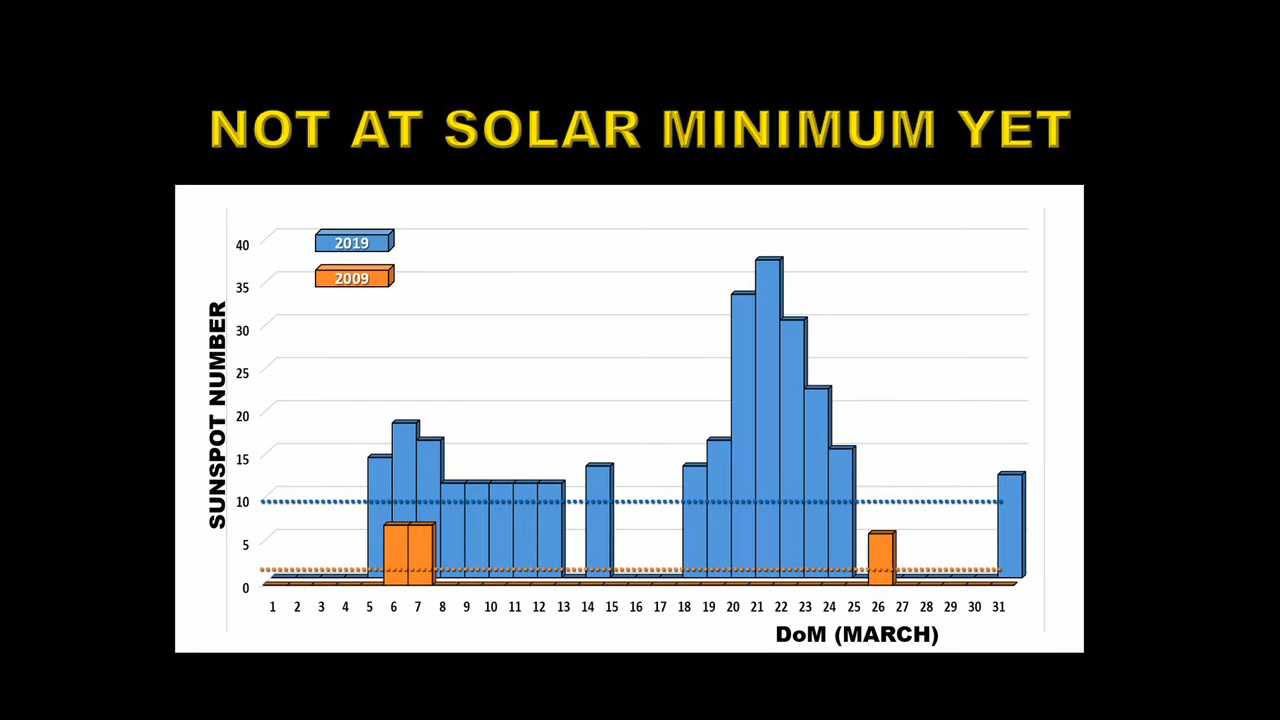 NOT AT SOLAR MINIMUM YET
2019
2009
SUNSPOT NUMBER
40
35
30
25
20
15
10
5
0
1 2 3 4 5 6 7 8 9 10 11 12 13 14 15 16 17 18 19 20 21 22 23 24 25 26 27 28 29 30 31
DoM (MARCH)